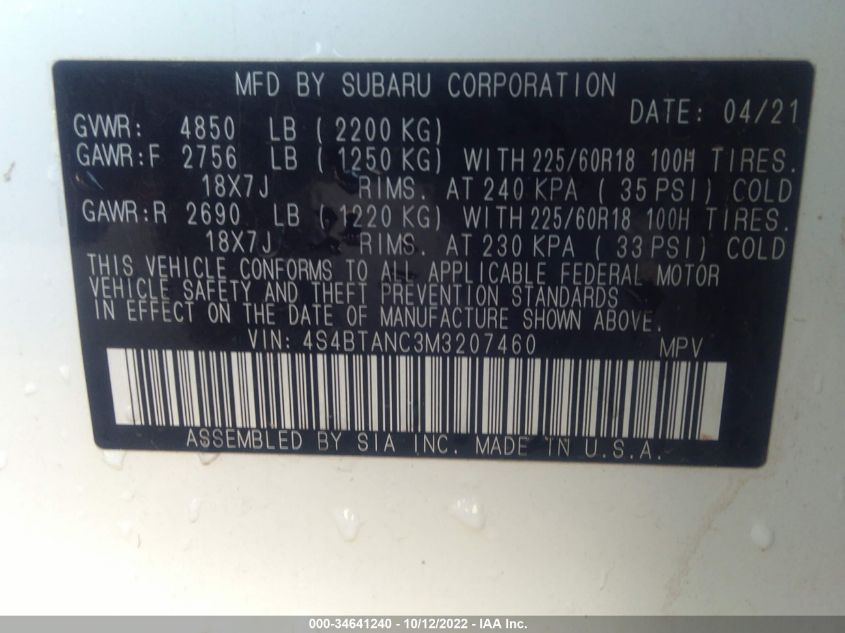 MFD BY SUBARU CORPORATION
DATE: 04/21
GVWR: 4850 LB (2200 KG)
GAWR:F 2756 LB (1250 KG) WITH 225/60R18 100H TIRES.
18X7J RIMS. AT 240 KPA (35 PSI) COLD
GAWR:R 2690 LB (1220 KG) WITH 225/60R18 100H TIRES.
18X7J RIMS. AT 230 KPA (33 PSI) COLD
THIS VEHICLE CONFORMS TO ALL APPLICABLE FEDERAL MOTOR
VEHICLE SAFETY AND THEFT PREVENTION STANDARDS
IN EFFECT ON THE DATE OF MANUFACTURE SHOWN ABOVE.
VIN: 4S4BTANC3M3207460 MPV
ASSEMBLED BY SIA INC. MADE IN U.S.A.
000-34641240 - 10/12/2022 - IAA Inc.